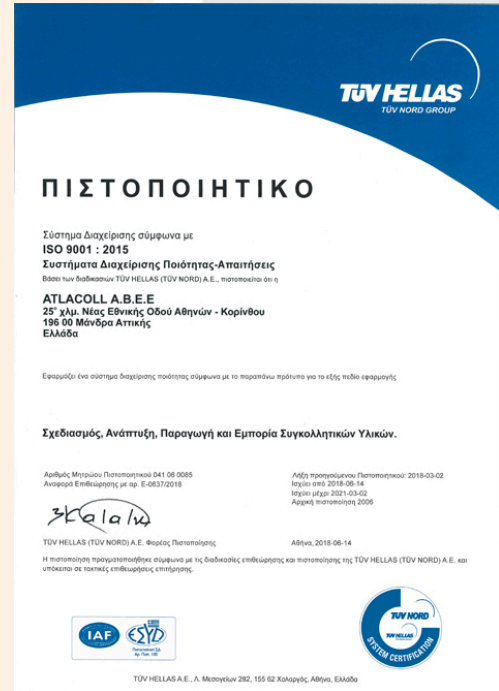 TÜV HELLAS
TÜV NORD GROUP
ΠΙΣΤΟΠΟΙΗΤΙΚΟ
Σύστημα Διαχείρισης σύμφωνα με
ISO 9001 : 2015
Συστήματα Διαχείρισης Ποιότητας-Απαιτήσεις
Βάσει των διαδικασιών TÜV HELLAS (TÜV NORD) Α.Ε., πιστοποιείται ότι η
ATLACOLL Α.Β.Ε.Ε
25° χλμ. Νέας Εθνικής Οδού Αθηνών - Κορίνθου
196 00 Μάνδρα Αττικής
Ελλάδα
Εφαρμόζει ένα σύστημα διαχείρισης ποιότητας σύμφωνα με το παραπάνω πρότυπο για το εξής πεδίο εφαρμογής
Σχεδιασμός, Ανάπτυξη, Παραγωγή και Εμπορία Συγκολλητικών Υλικών.
Αριθμός Μητρώου Πιστοποιητικού 041 06 0085
Αναφορά Επιθεώρησης με αρ. Ε-0637/2018
Λήξη προηγούμενου Πιστοποιητικού: 2018-03-02
Ισχύει από 2018-06-14
Ισχύει μέχρι 2021-03-02
Αρχική πιστοποίηση 2006
TÜV HELLAS (TÜV NORD) Α.Ε. Φορέας Πιστοποίησης
Αθήνα, 2018-06-14
Η πιστοποίηση πραγματοποιήθηκε σύμφωνα με τις διαδικασίες επιθεώρησης και πιστοποίησης της TÜV HELLAS (TÜV NORD) Α.Ε. και
υπόκειται σε τακτικές επιθεωρήσεις επιτήρησης.
IAF
ΕΣΥΔ
Πιστοποίηση ΣΔ
TÜV NORD
TÜV HELLAS
SYSTEM CERTIFICATION
TÜV HELLAS Α.Ε., Λ. Μεσογείων 282, 155 62 Χολαργός, Αθήνα, Ελλάδα